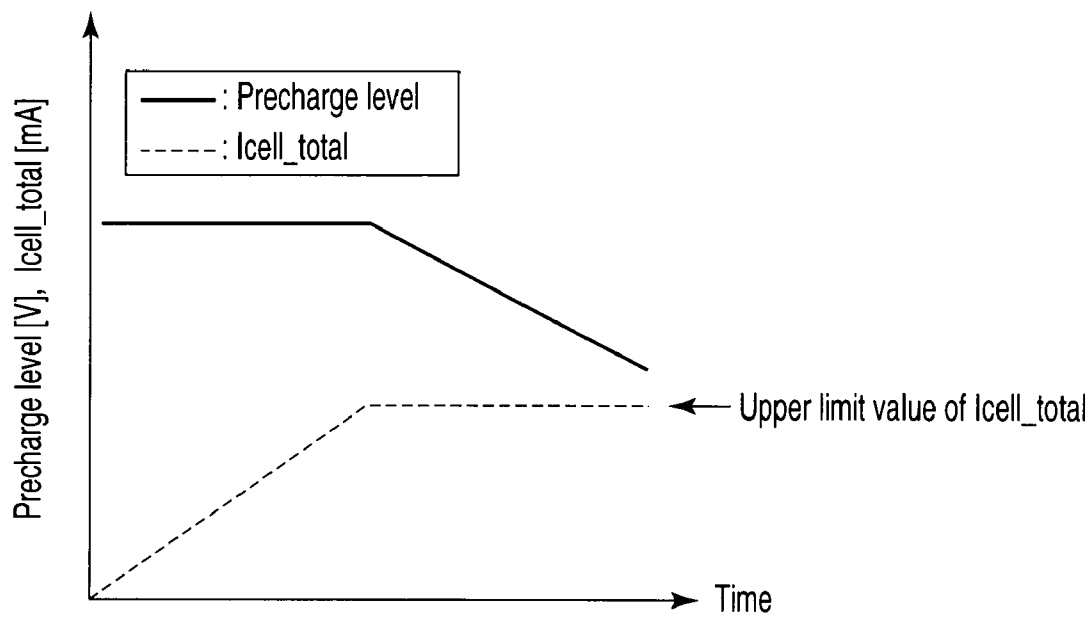 Precharge level [V], Icell_total [mA]
: Precharge level
: Icell_total
Upper limit value of Icell_total
Time